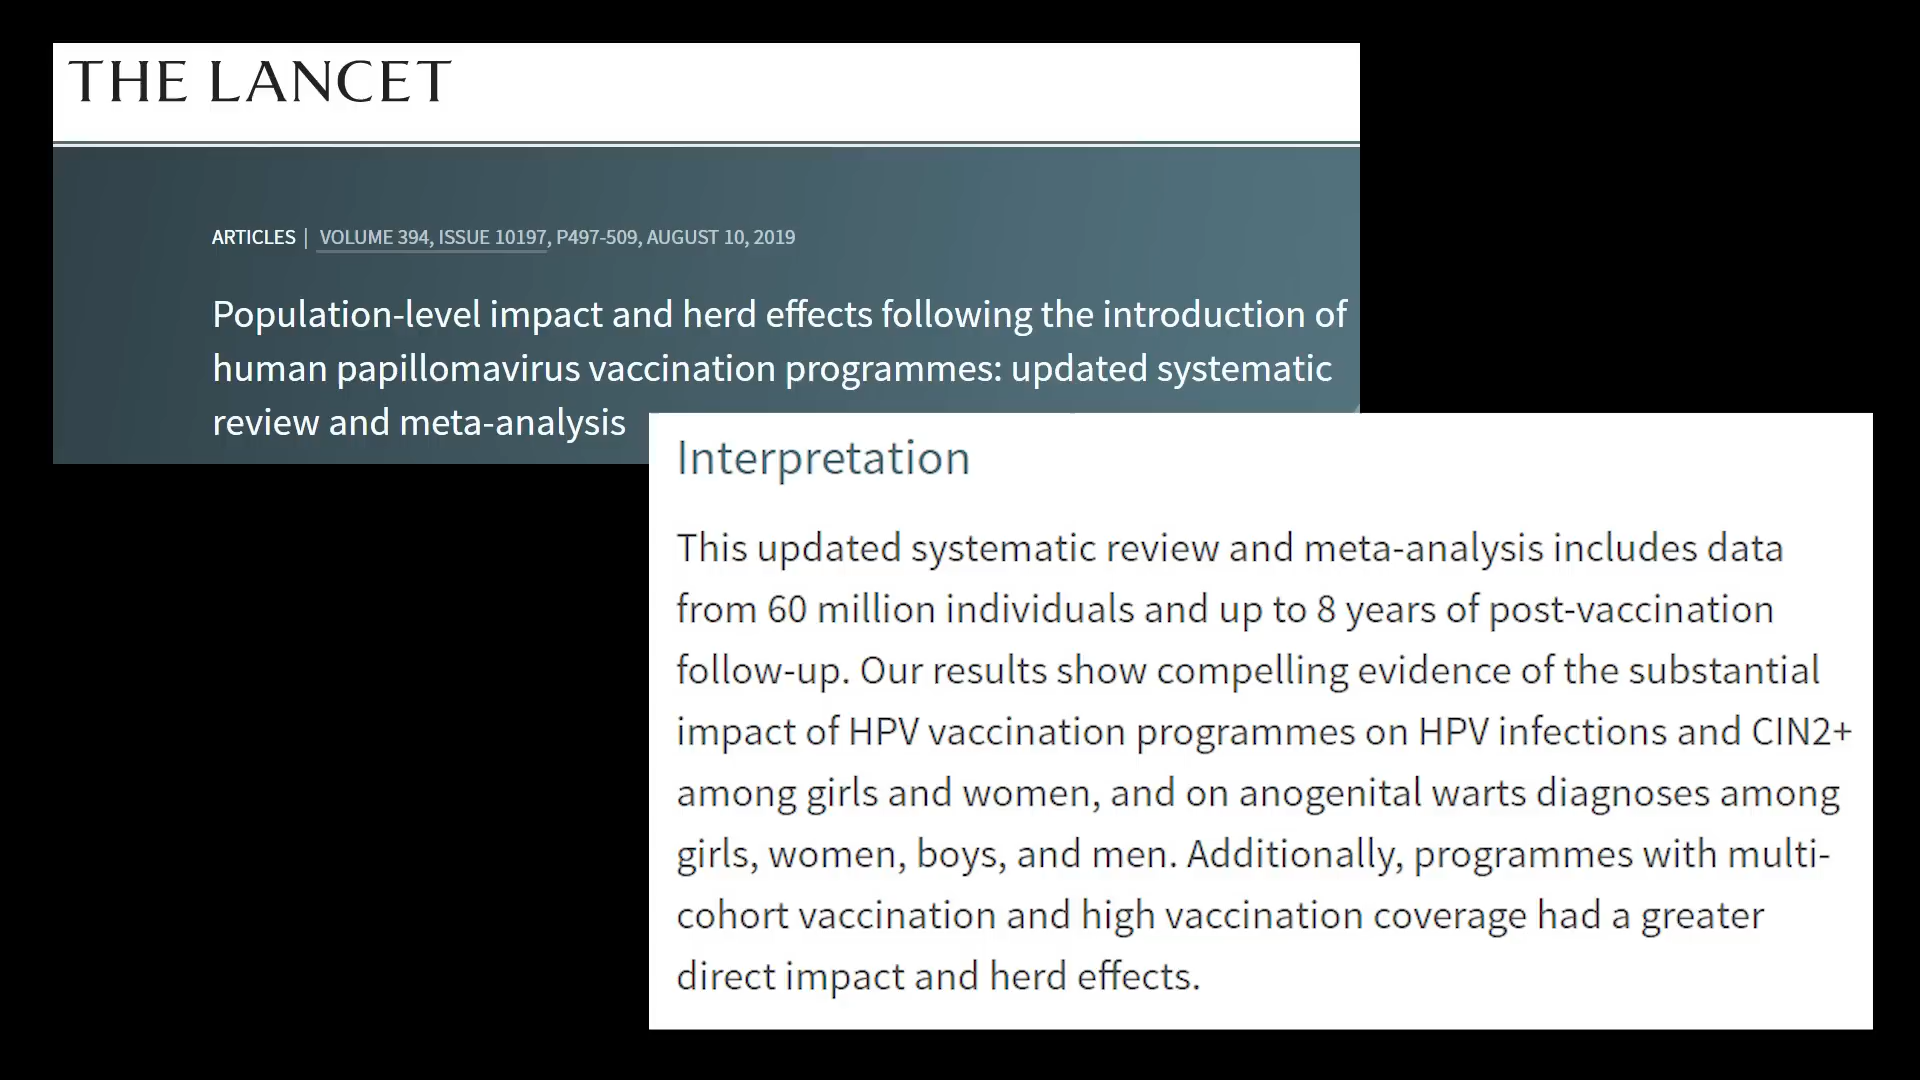 THE LANCET
ARTICLES | VOLUME 394, ISSUE 10197, P497-509, AUGUST 10, 2019
Population-level impact and herd effects following the introduction of
human papillomavirus vaccination programmes: updated systematic
review and meta-analysis
Interpretation
This updated systematic review and meta-analysis includes data
from 60 million individuals and up to 8 years of post-vaccination
follow-up. Our results show compelling evidence of the substantial
impact of HPV vaccination programmes on HPV infections and CIN2+
among girls and women, and on anogenital warts diagnoses among
girls, women, boys, and men. Additionally, programmes with multi-
cohort vaccination and high vaccination coverage had a greater
direct impact and herd effects.